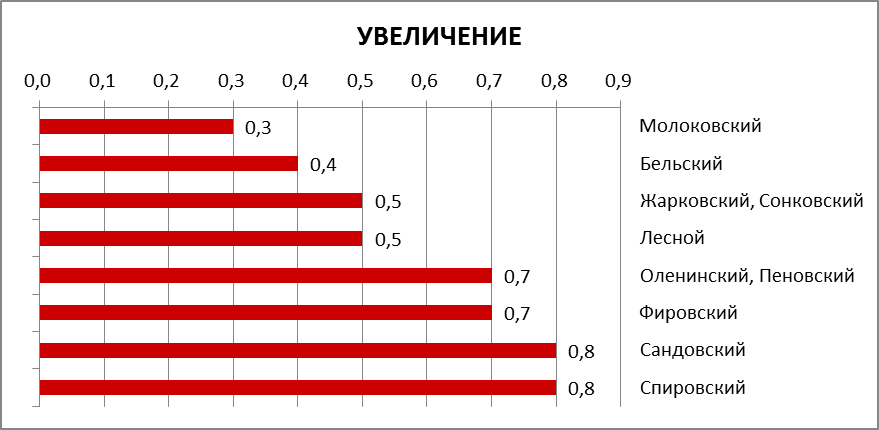 УВЕЛИЧЕНИЕ
0,0 0,1 0,2 0,3 0,4 0,5 0,6 0,7 0,8 0,9
0,3 Молоковский
0,4 Бельский
0,5 Жарковский, Сонковский
0,5 Лесной
0,7 Оленинский, Пеновский
0,7 Фировский
0,8 Сандовский
0,8 Спировский